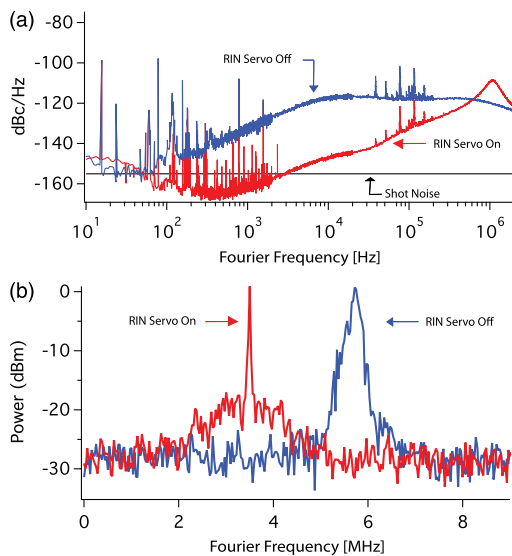 (a)
-80
-100
-120
-140
-160
dBc/Hz
RIN Servo Off
RIN Servo On
Shot Noise
10^1 10^2 10^3 10^4 10^5 10^6
Fourier Frequency [Hz]
(b)
0
-10
-20
-30
Power (dBm)
RIN Servo On
RIN Servo Off
0 2 4 6 8
Fourier Frequency [MHz]